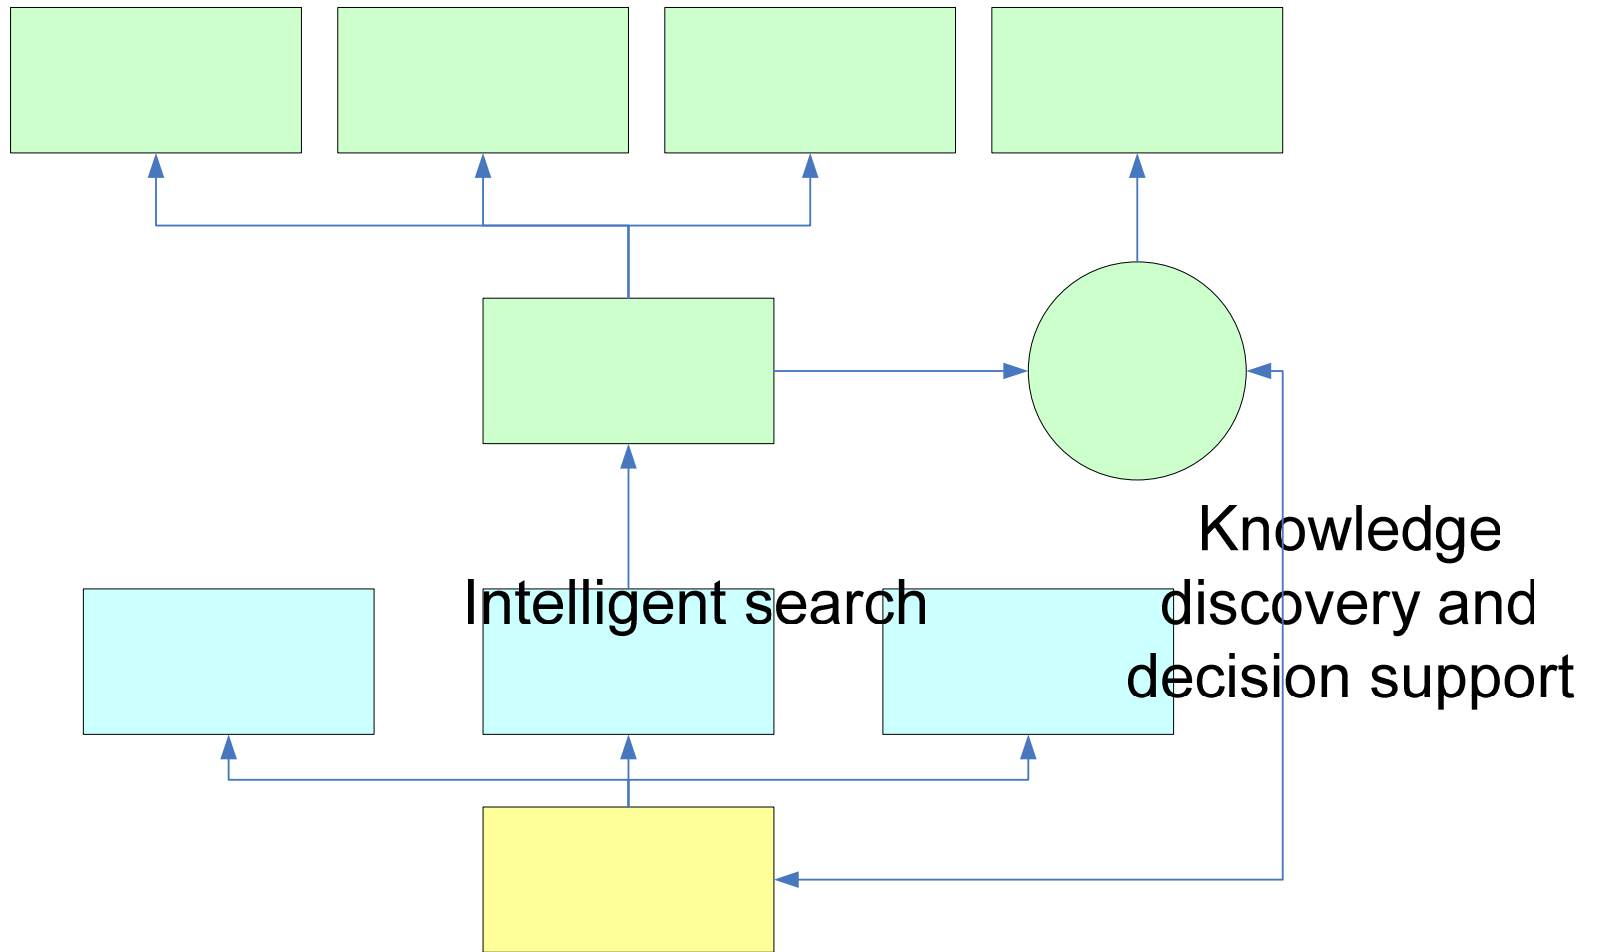 Intelligent search
Knowledge
discovery and
decision support